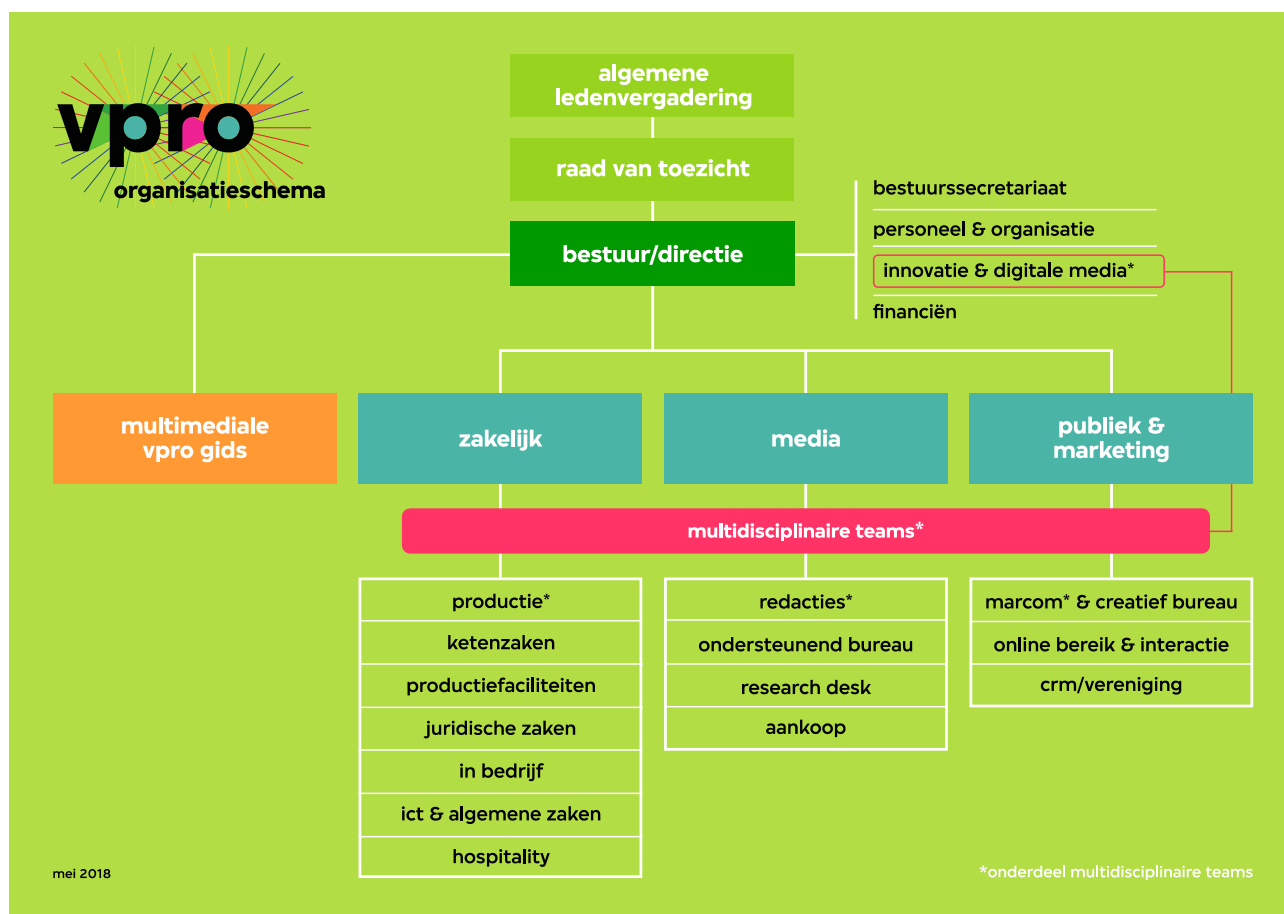 vpro
organisatieschema
algemene
ledenvergadering
raad van toezicht
bestuur/directie
bestuurssecretariaat
personeel & organisatie
innovatie & digitale media*
financiën
multimediale
vpro gids
zakelijk
media
publiek &
marketing
multidisciplinaire teams*
productie*
ketenzaken
productiefaciliteiten
juridische zaken
in bedrijf
ict & algemene zaken
hospitality
redacties*
ondersteunend bureau
research desk
aankoop
marcom* & creatief bureau
online bereik & interactie
crm/vereniging
mei 2018
*onderdeel multidisciplinaire teams